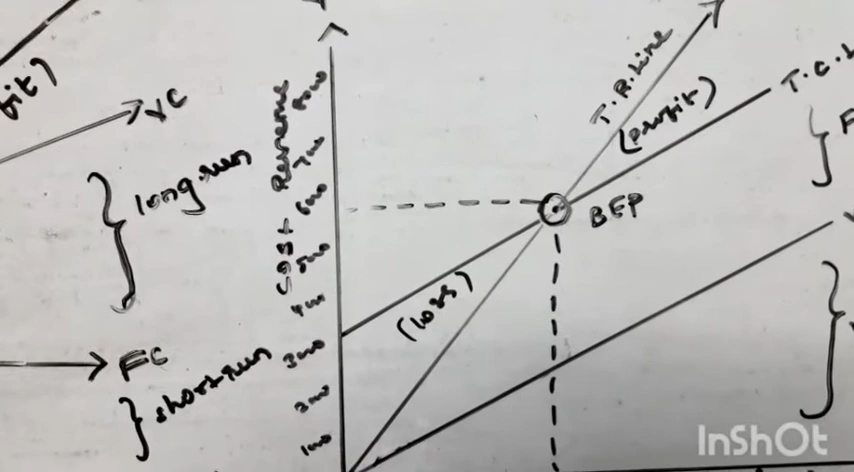 VC
long run
FC
short run
Cost Revenue
8000
7000
6000
5000
4000
3000
2000
1000
T.R. Line
(profit)
T.C.
BEP
(loss)
InShOt